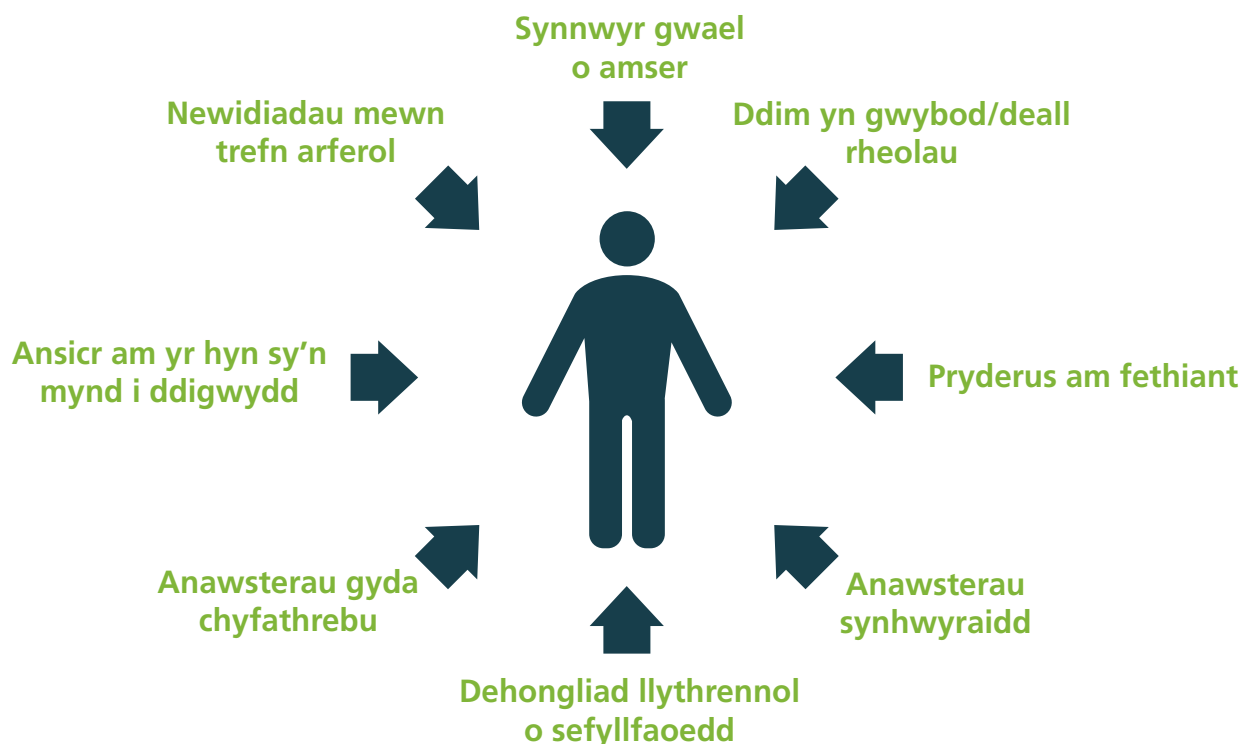 Synnwyr gwael
o amser
Newidiadau mewn
trefn arferol
Ddim yn gwybod/deall
rheolau
Ansicr am yr hyn sy’n
mynd i ddigwydd
Pryderus am fethiant
Anawsterau gyda
chyfathrebu
Anawsterau
synhwyraidd
Dehongliad llythrennol
o sefyllfaoedd